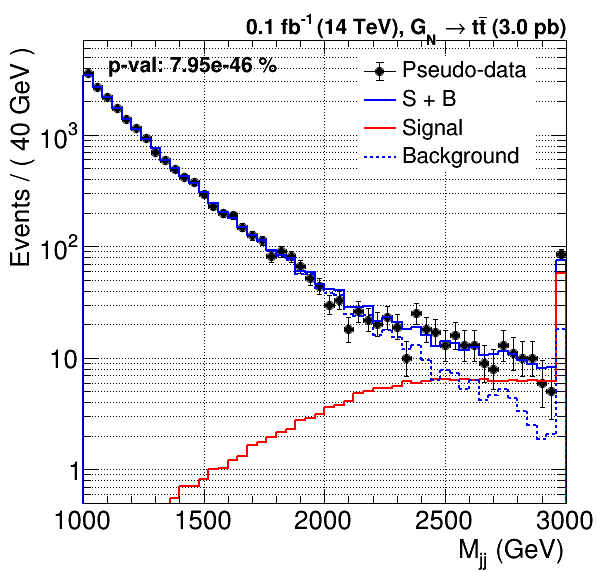 0.1 fb⁻¹ (14 TeV), G_N → tt̄ (3.0 pb)
p-val: 7.95e-46 %
Pseudo-data
S + B
Signal
Background
Events / ( 40 GeV )
10³
10²
10
1
1000 1500 2000 2500 3000
M_jj (GeV)